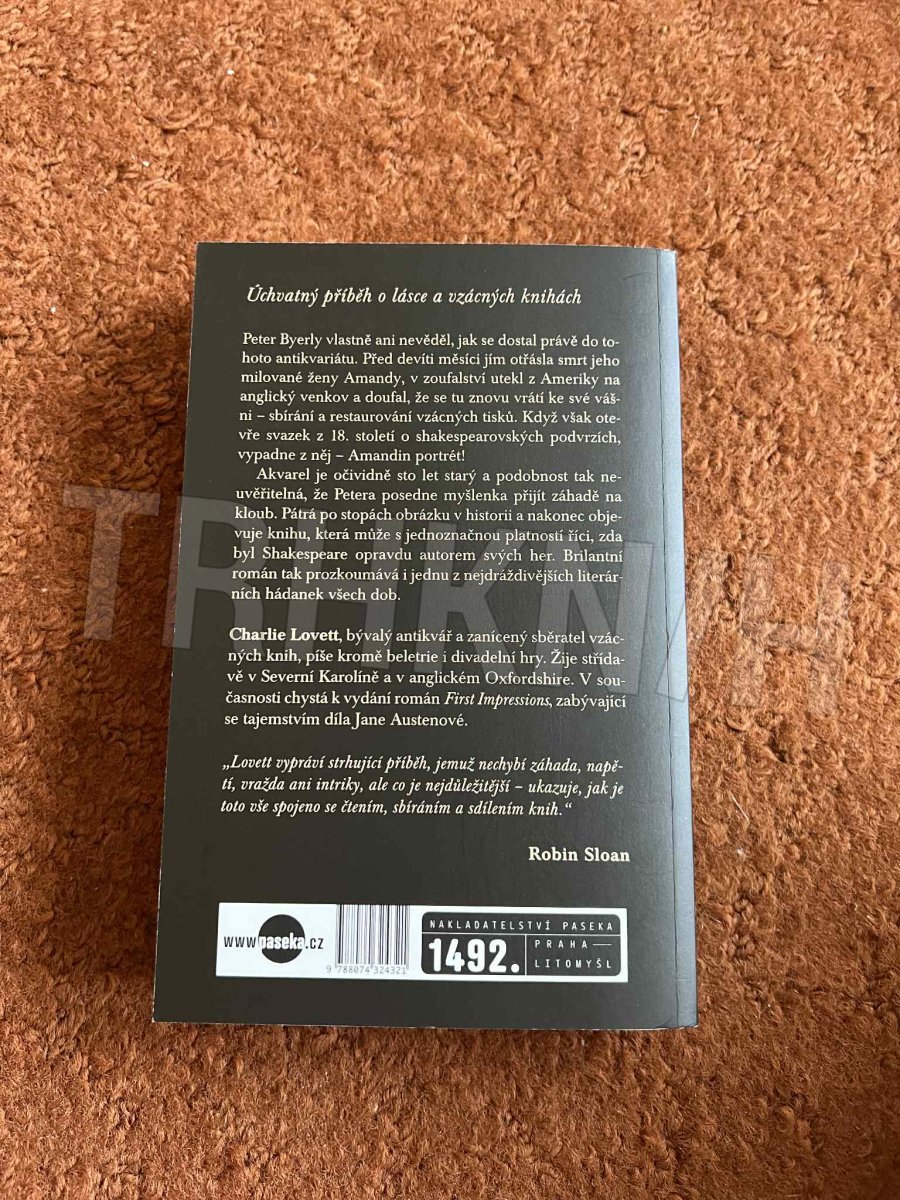 Úchvatný příběh o lásce a vzácných knihách
Peter Byerly vlastně ani nevěděl, jak se dostal právě do to-
hoto antikvariátu. Před devíti měsíci jím otřásla smrt jeho
milované ženy Amandy, v zoufalství utekl z Ameriky na
anglický venkov a doufal, že se tu znovu vrátí ke své váš-
ni – sbírání a restaurování vzácných tisků. Když však ote-
vře svazek z 18. století o shakespearovských podvrzích,
vypadne z něj – Amandin portrét!
Akvarel je očividně sto let starý a podobnost tak ne-
uvěřitelná, že Petera posedne myšlenka přijít záhadě na
kloub. Pátrá po stopách obrázku v historii a nakonec obje-
vuje knihu, která může s jednoznačnou platností říci, zda
byl Shakespeare opravdu autorem svých her. Brilantní
román tak prozkoumává i jednu z nejdráždivějších literár-
ních hádanek všech dob.
Charlie Lovett, bývalý antikvář a zanícený sběratel vzác-
ných knih, píše kromě beletrie i divadelní hry. Žije střída-
vě v Severní Karolíně a v anglickém Oxfordshire. V sou-
časnosti chystá k vydání román First Impressions, zabývající
se tajemstvím díla Jane Austenové.
„Lovett vypráví strhující příběh, jemuž nechybí záhada, napě-
tí, vražda ani intriky, ale co je nejdůležitější – ukazuje, jak je
toto vše spojeno se čtením, sbíráním a sdílením knih.“
Robin Sloan
www.paseka.cz
9 788074 324321
NAKLADATELSTVÍ PASEKA
1492.
PRAHA
LITOMYŠL
TRHKNIH